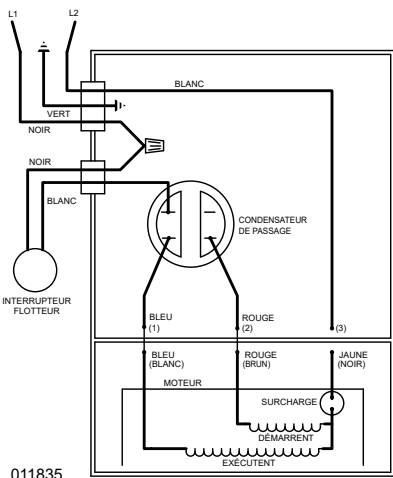 L1
L2
BLANC
VERT
NOIR
NOIR
BLANC
CONDENSATEUR
DE PASSAGE
INTERRUPTEUR
FLOTTEUR
BLEU
(1)
ROUGE
(2)
(3)
BLEU
(BLANC)
ROUGE
(BRUN)
JAUNE
(NOIR)
MOTEUR
SURCHARGE
DÉMARRENT
EXÉCUTENT
011835